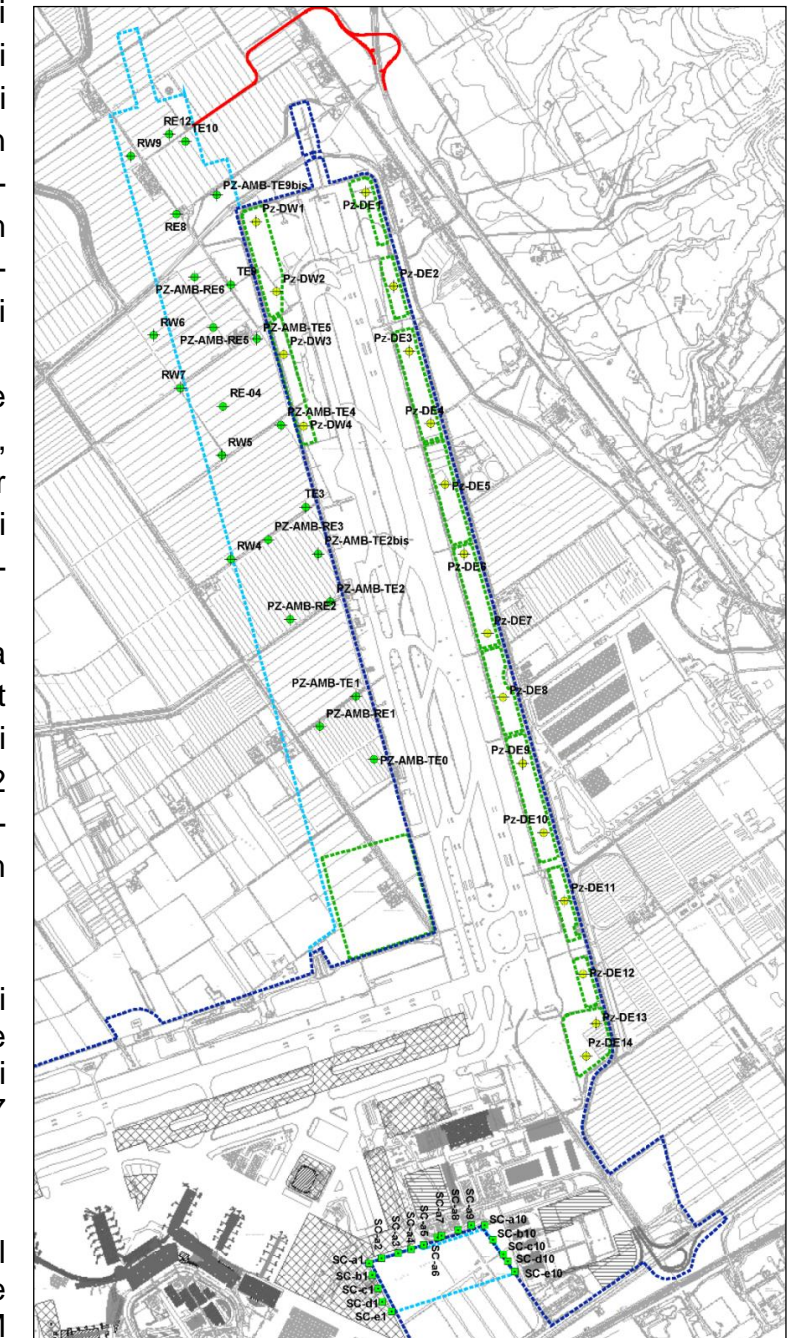 i
i
i
n
-
n
-
i
e
,
r
i
-
a
t
i
2
-
n
i
e
i
7
l
e
RE12
TE10
RW9
PZ-AMB-TE9bis
RE8
Pz-DW1
Pz-DE1
PZ-AMB-RE6
Pz-DW2
Pz-DE2
RW6
PZ-AMB-RE5
PZ-AMB-TE5
Pz-DW3
Pz-DE3
RW7
RE-04
PZ-AMB-TE4
Pz-DW4
Pz-DE4
RW5
Pz-DE5
TE3
PZ-AMB-RE3
PZ-AMB-TE2bis
Pz-DE6
RW4
PZ-AMB-TE2
PZ-AMB-RE2
Pz-DE7
PZ-AMB-TE1
Pz-DE8
PZ-AMB-RE1
PZ-AMB-TE0
Pz-DE9
Pz-DE10
Pz-DE11
Pz-DE12
Pz-DE13
Pz-DE14
SC-a1
SC-a2
SC-a3
SC-a4
SC-a5
SC-a6
SC-a7
SC-a8
SC-a9
SC-a10
SC-b10
SC-c10
SC-d10
SC-e10
SC-b1
SC-c1
SC-d1
SC-e1